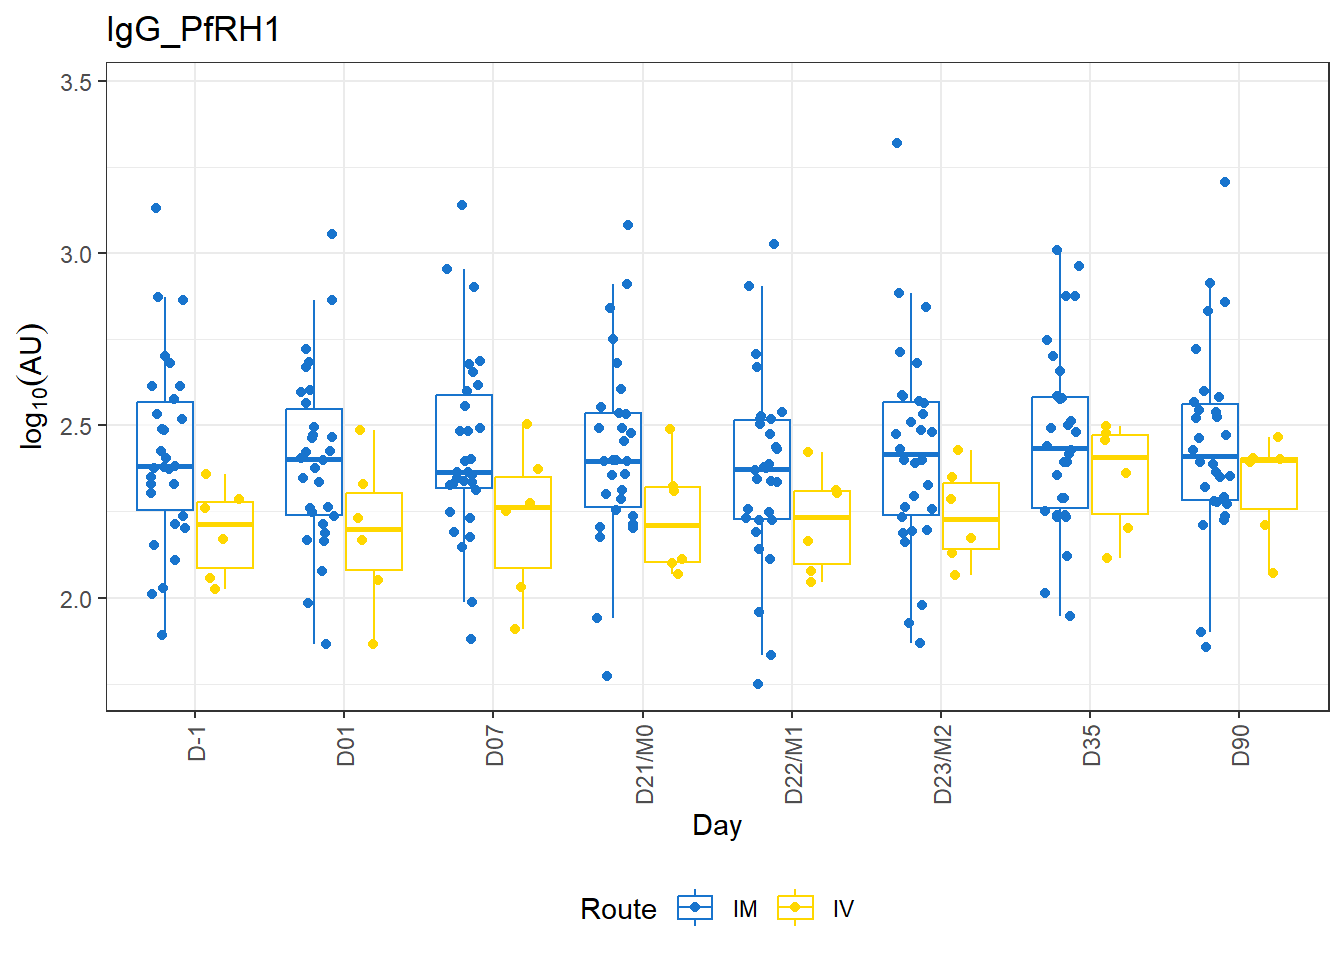 IgG_PfRH1
log10(AU)
3.5
3.0
2.5
2.0
D-1
D01
D07
D21/M0
D22/M1
D23/M2
D35
D90
Day
Route IM IV